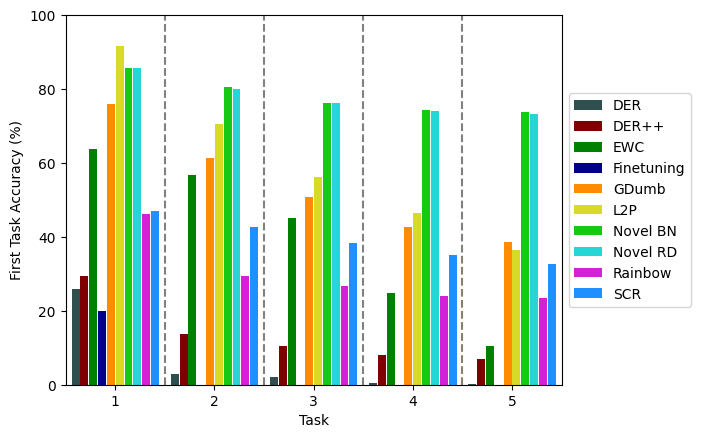 First Task Accuracy (%)
100
80
60
40
20
0
1 2 3 4 5
Task
DER
DER++
EWC
Finetuning
GDumb
L2P
Novel BN
Novel RD
Rainbow
SCR